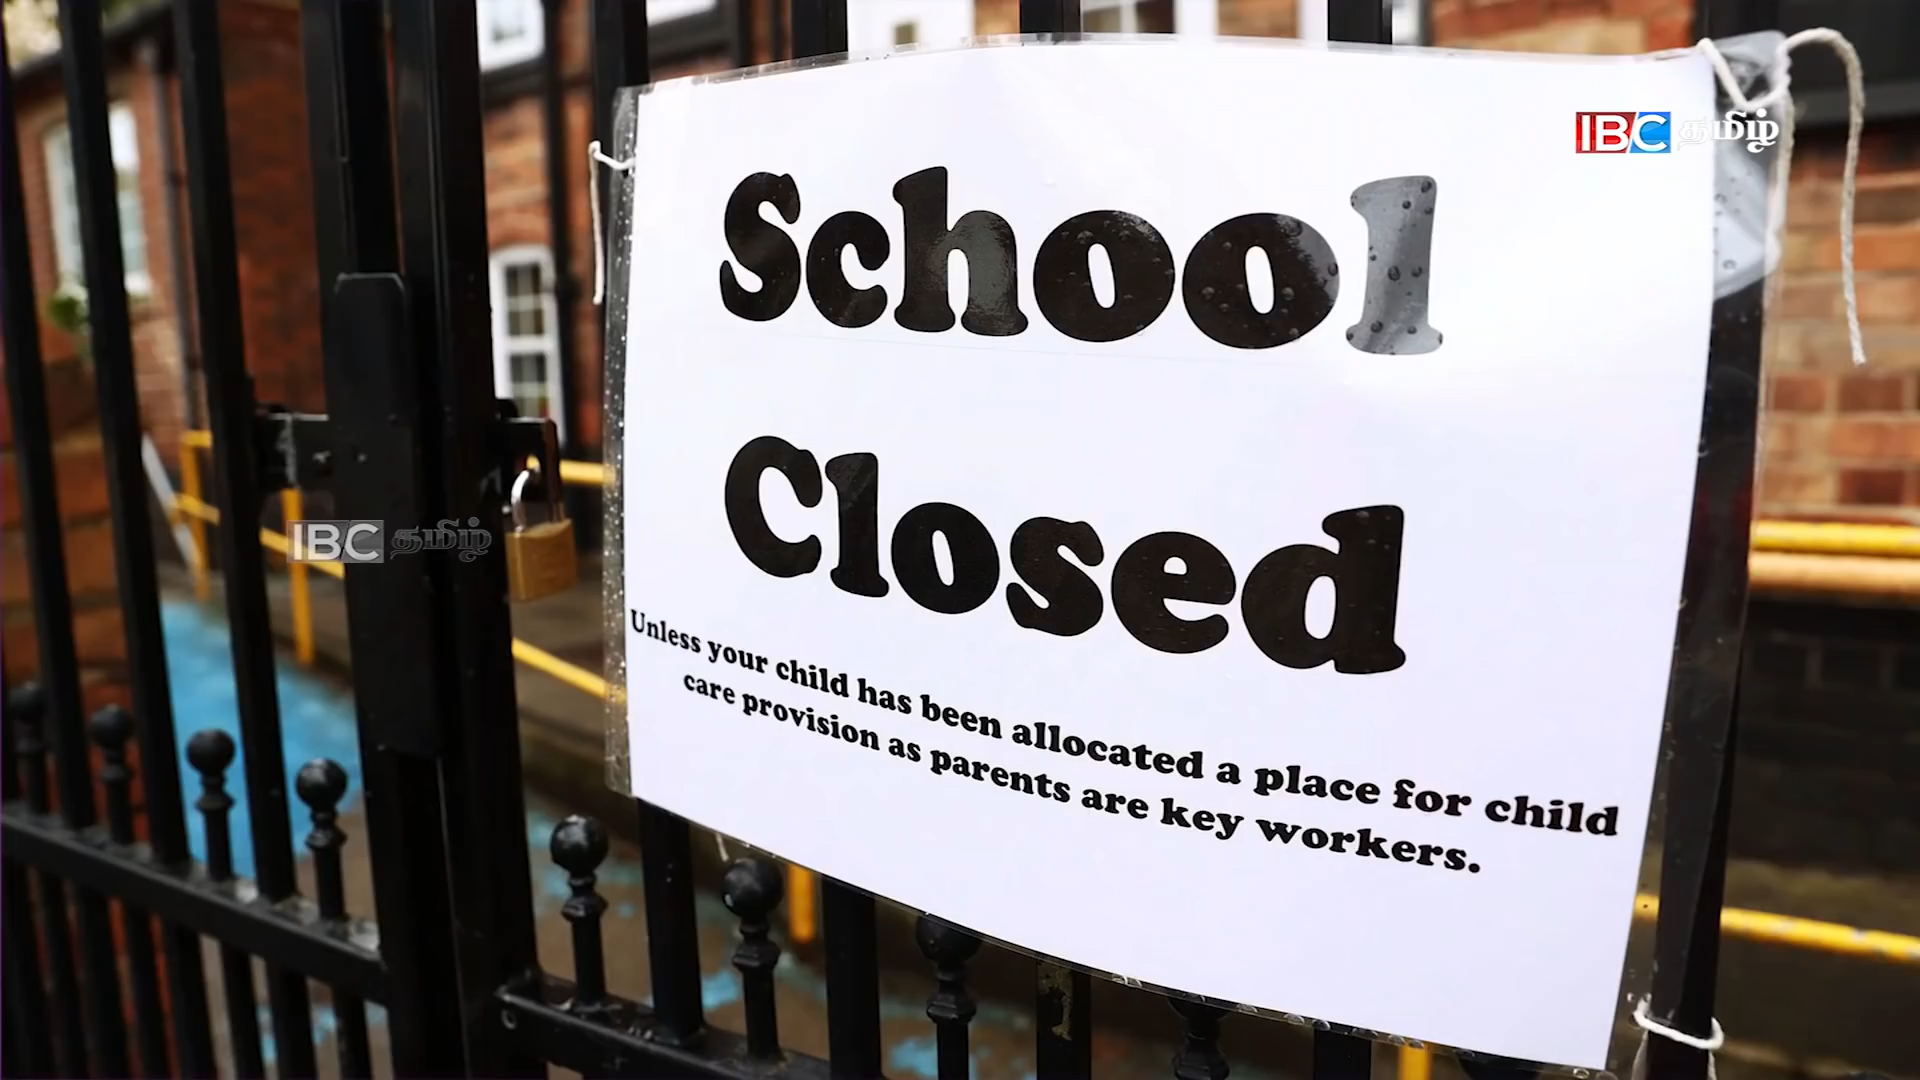 IBC தமிழ்
School
Closed
IBC தமிழ்
Unless your child has been allocated a place for child
care provision as parents are key workers.